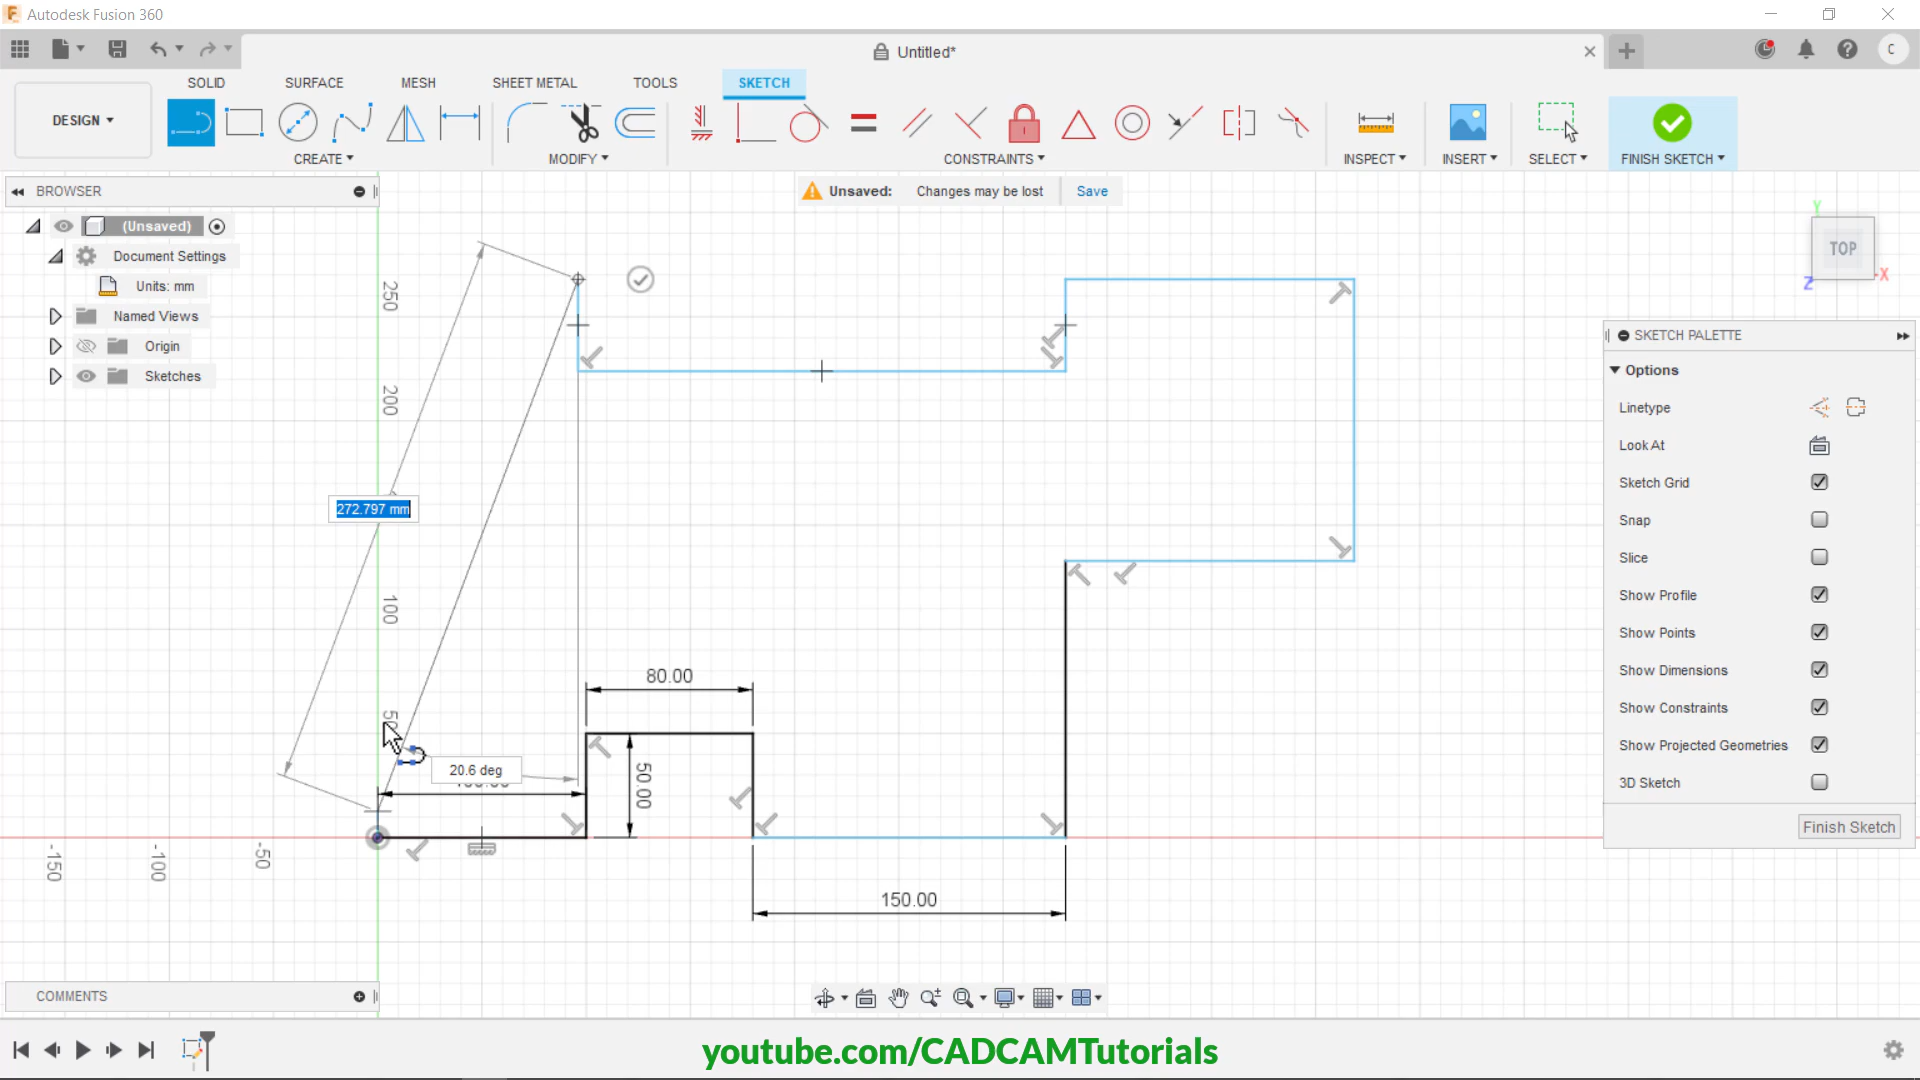 Autodesk Fusion 360
Untitled*
C
DESIGN
SOLID
SURFACE
MESH
SHEET METAL
TOOLS
SKETCH
CREATE
MODIFY
CONSTRAINTS
INSPECT
INSERT
SELECT
FINISH SKETCH
BROWSER
Unsaved: Changes may be lost Save
(Unsaved)
Document Settings
Units: mm
Named Views
Origin
Sketches
TOP
Y
X
Z
SKETCH PALETTE
Options
Linetype
Look At
Sketch Grid
Snap
Slice
Show Profile
Show Points
Show Dimensions
Show Constraints
Show Projected Geometries
3D Sketch
Finish Sketch
250
200
100
50
272.797 mm
20.6 deg
80.00
50.00
150.00
-150
-100
-50
COMMENTS
youtube.com/CADCAMTutorials